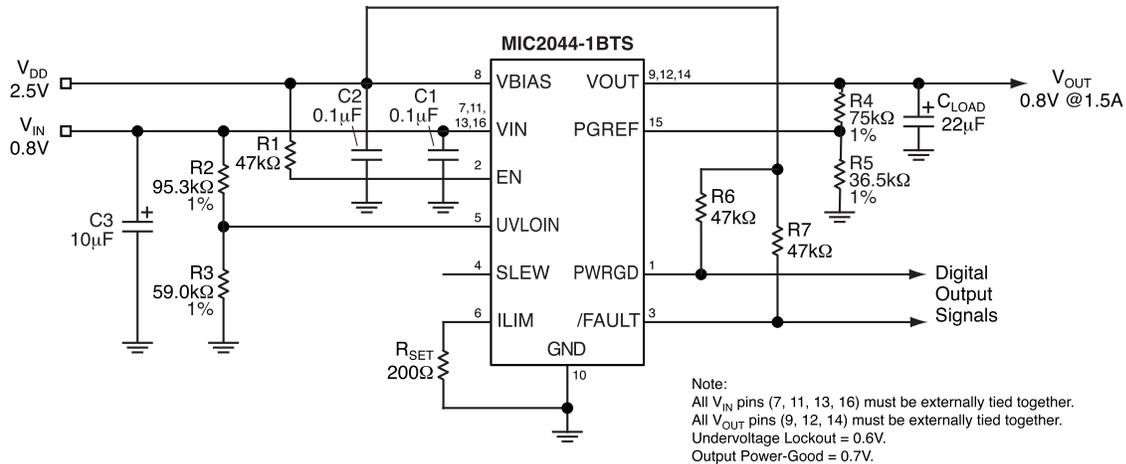 MIC2044-1BTS
VDD
2.5V
VIN
0.8V
C3
10μF
R2
95.3kΩ
1%
R3
59.0kΩ
1%
R1
47kΩ
C2
0.1μF
C1
0.1μF
8 VBIAS
7,11,
13,16 VIN
2 EN
5 UVLOIN
4 SLEW
6 ILIM
RSET
200Ω
VOUT 9,12,14
PGREF 15
PWRGD 1
/FAULT 3
GND
10
R6
47kΩ
R7
47kΩ
R4
75kΩ
1%
R5
36.5kΩ
1%
CLOAD
22μF
VOUT
0.8V @1.5A
Digital
Output
Signals
Note:
All VIN pins (7, 11, 13, 16) must be externally tied together.
All VOUT pins (9, 12, 14) must be externally tied together.
Undervoltage Lockout = 0.6V.
Output Power-Good = 0.7V.